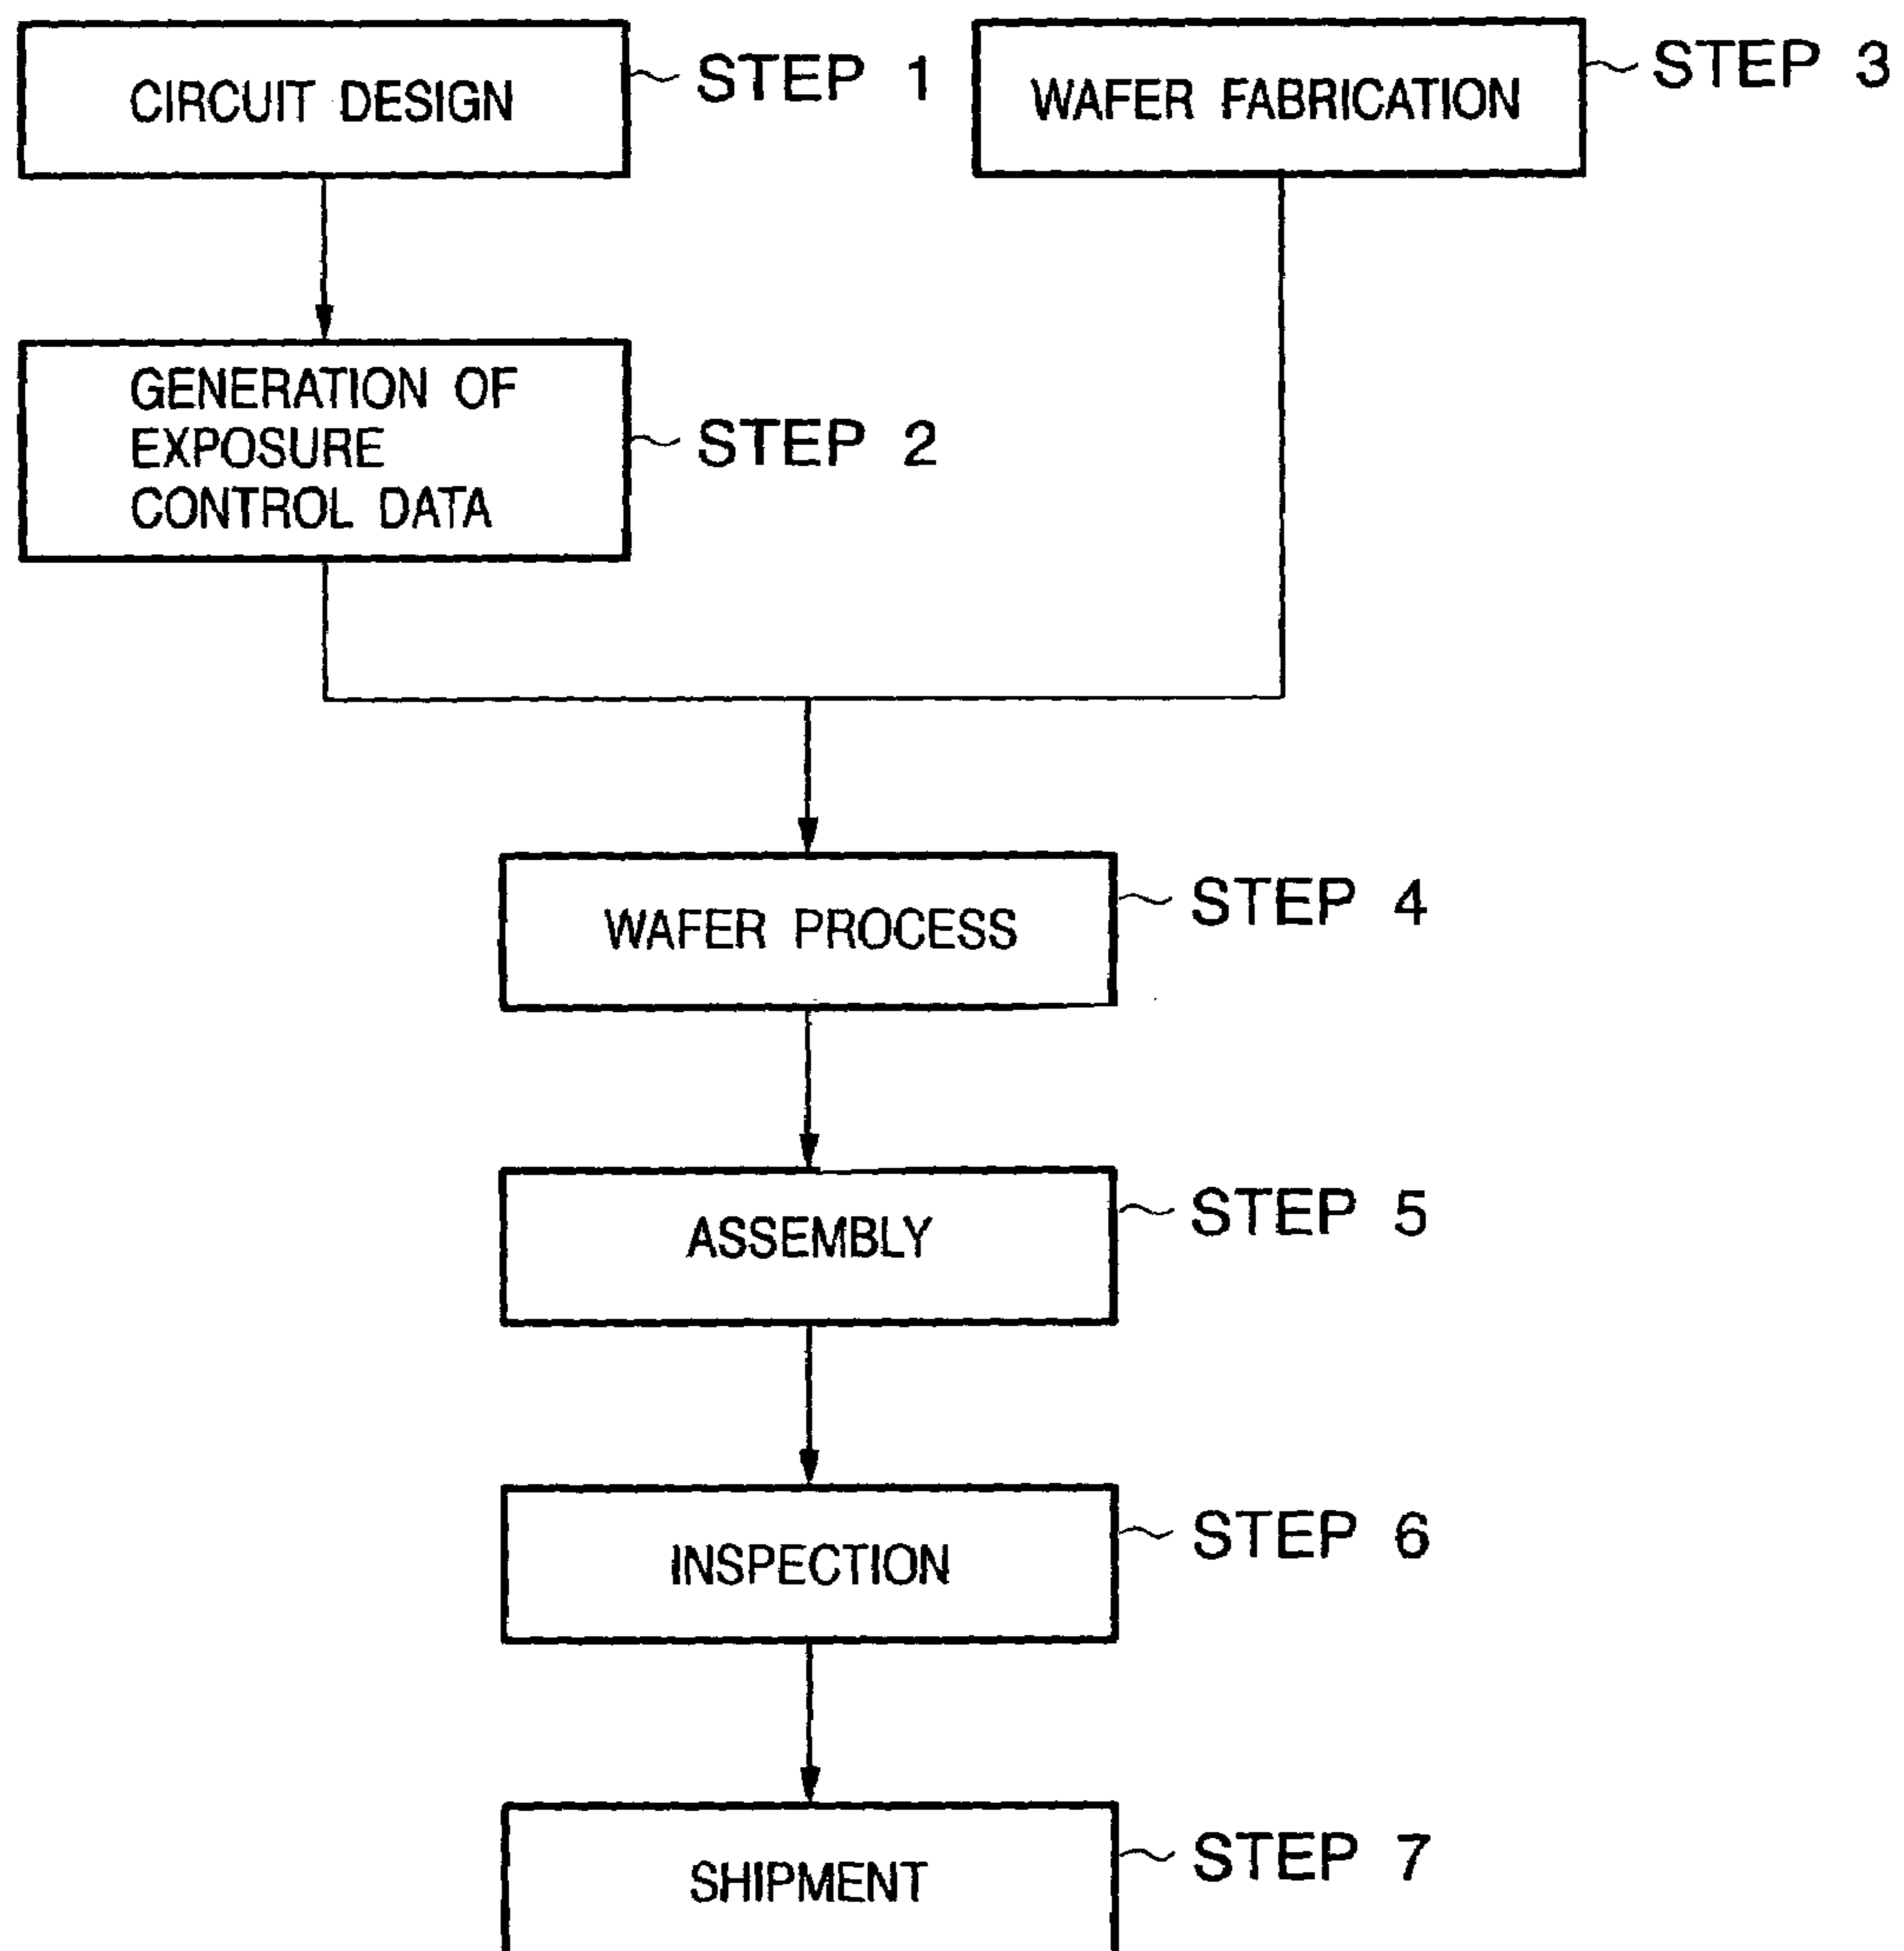 CIRCUIT DESIGN
STEP 1
WAFER FABRICATION
STEP 3
GENERATION OF
EXPOSURE
CONTROL DATA
STEP 2
WAFER PROCESS
STEP 4
ASSEMBLY
STEP 5
INSPECTION
STEP 6
SHIPMENT
STEP 7